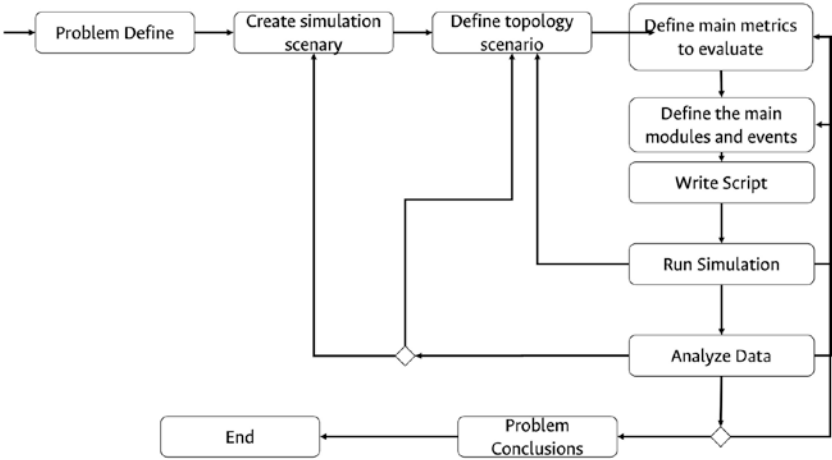 Problem Define
Create simulation
scenary
Define topology
scenario
Define main metrics
to evaluate
Define the main
modules and events
Write Script
Run Simulation
Analyze Data
Problem
Conclusions
End